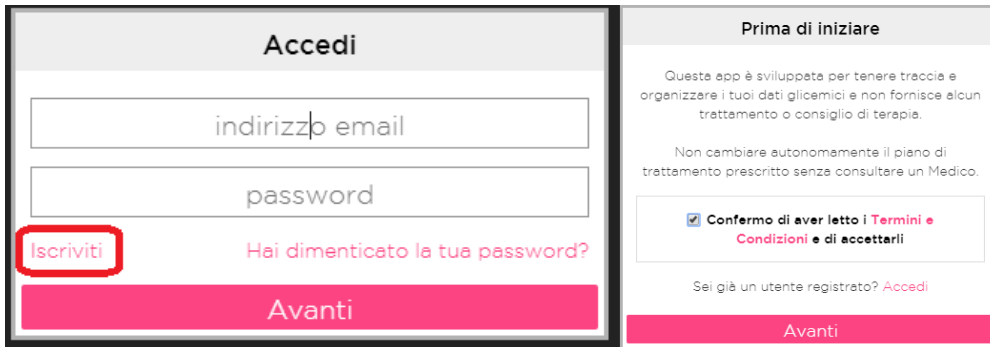 Accedi
indirizzo email
password
Iscriviti
Hai dimenticato la tua password?
Avanti
Prima di iniziare
Questa app è sviluppata per tenere traccia e
organizzare i tuoi dati glicemici e non fornisce alcun
trattamento o consiglio di terapia.
Non cambiare autonomamente il piano di
trattamento prescritto senza consultare un Medico.
Confermo di aver letto i Termini e
Condizioni e di accettarli
Sei già un utente registrato? Accedi
Avanti